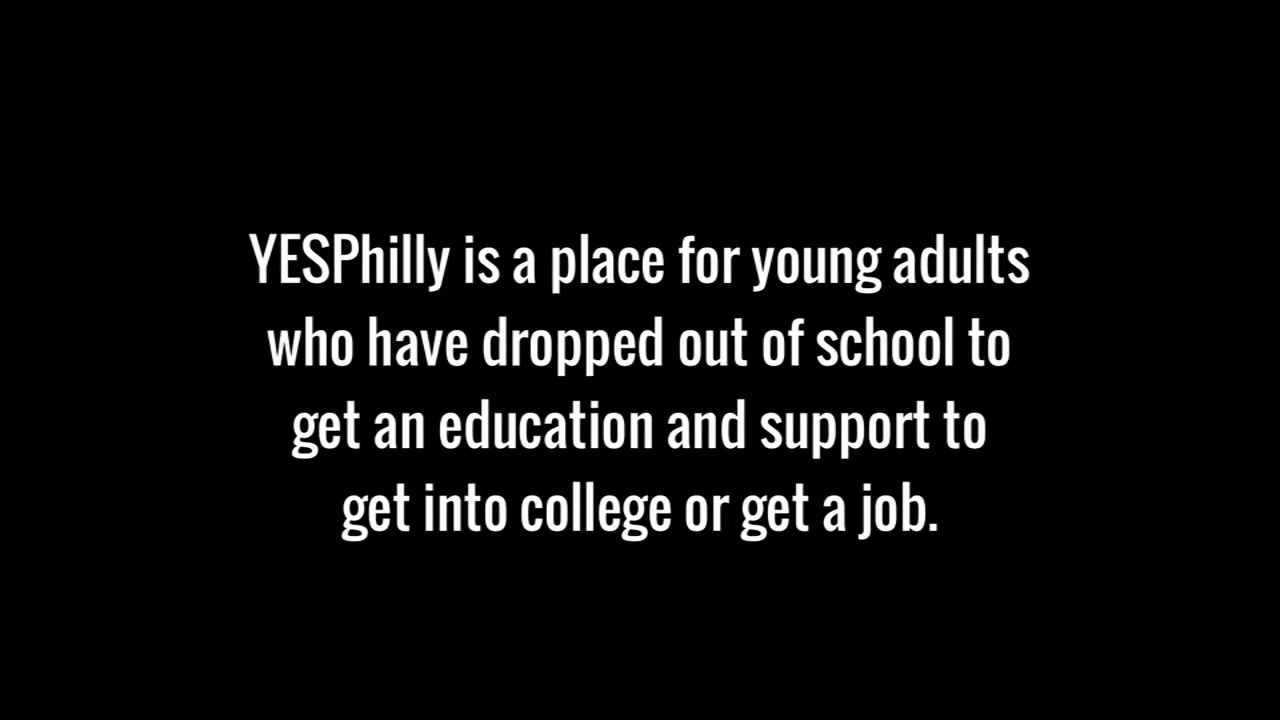 YESPhilly is a place for young adults
who have dropped out of school to
get an education and support to
get into college or get a job.